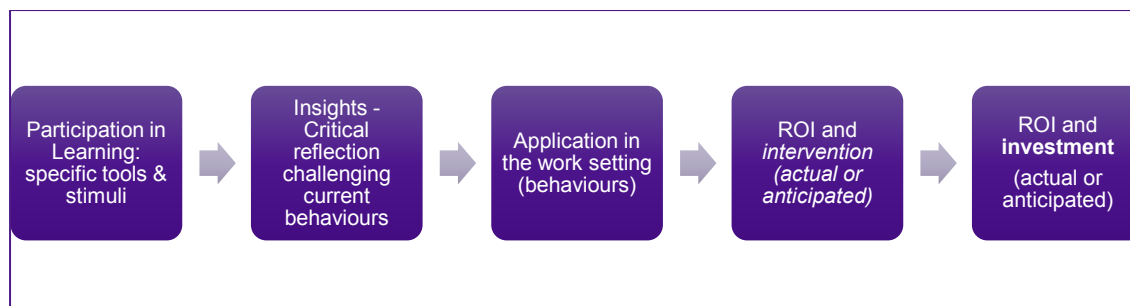 Participation in
Learning:
specific tools &
stimuli
Insights -
Critical
reflection
challenging
current
behaviours
Application in
the work setting
(behaviours)
ROI and
intervention
(actual or
anticipated)
ROI and
investment
(actual or
anticipated)